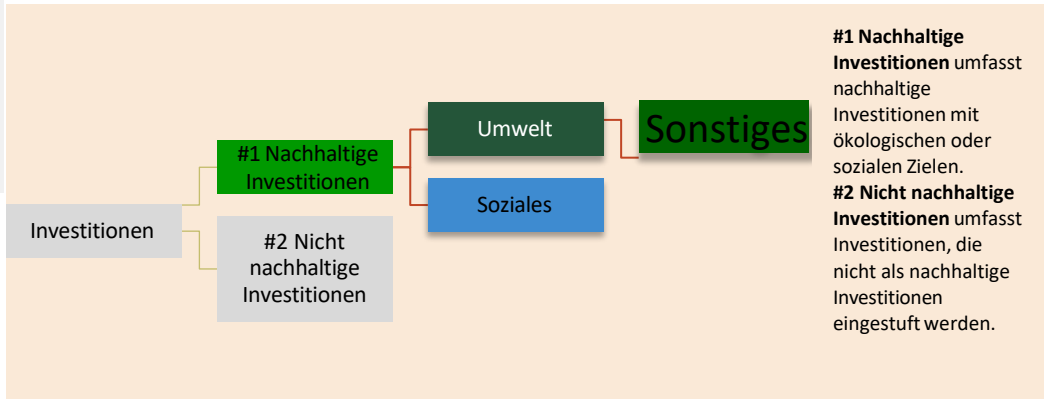 Investitionen
#1 Nachhaltige
Investitionen
#2 Nicht
nachhaltige
Investitionen
Umwelt
Soziales
Sonstiges
#1 Nachhaltige
Investitionen umfasst
nachhaltige
Investitionen mit
ökologischen oder
sozialen Zielen.
#2 Nicht nachhaltige
Investitionen umfasst
Investitionen, die
nicht als nachhaltige
Investitionen
eingestuft werden.